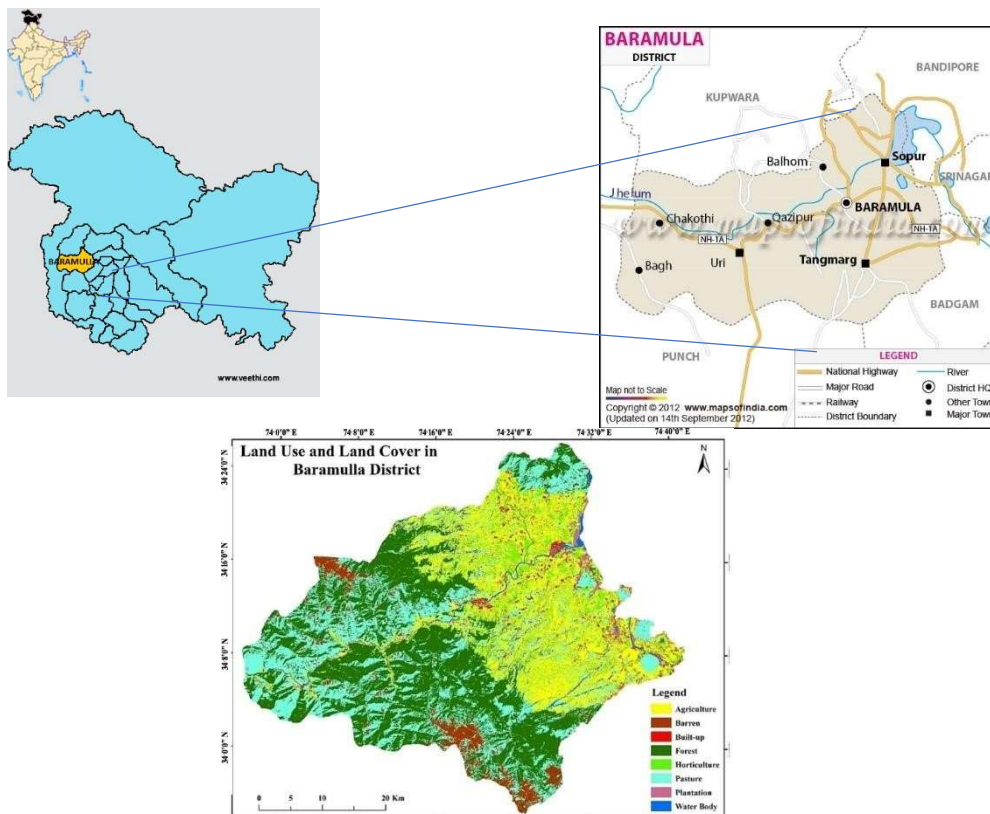 BARAMULLA
www.veethi.com
BARAMULA
DISTRICT
BANDIPORE
KUPWARA
Balhom
Sopur
SRINAGAR
Jhelum
BARAMULA
Chakothi
Qazipur
www.mapsofindia.com
NH-1A
NH-1A
Uri
Tangmarg
Bagh
BADGAM
PUNCH
LEGEND
National Highway
River
Major Road
District HQ
Railway
Other Town
District Boundary
Major Town
Map not to Scale
Copyright © 2012 www.mapsofindia.com
(Updated on 14th September 2012)
74°0'0" E
74°8'0" E
74°16'0" E
74°24'0" E
74°32'0" E
74°40'0" E
Land Use and Land Cover in
Baramulla District
N
34°24'0" N
34°16'0" N
34°8'0" N
34°0'0" N
Legend
Agriculture
Barren
Built-up
Forest
Horticulture
Pasture
Plantation
Water Body
0 5 10 20 Km